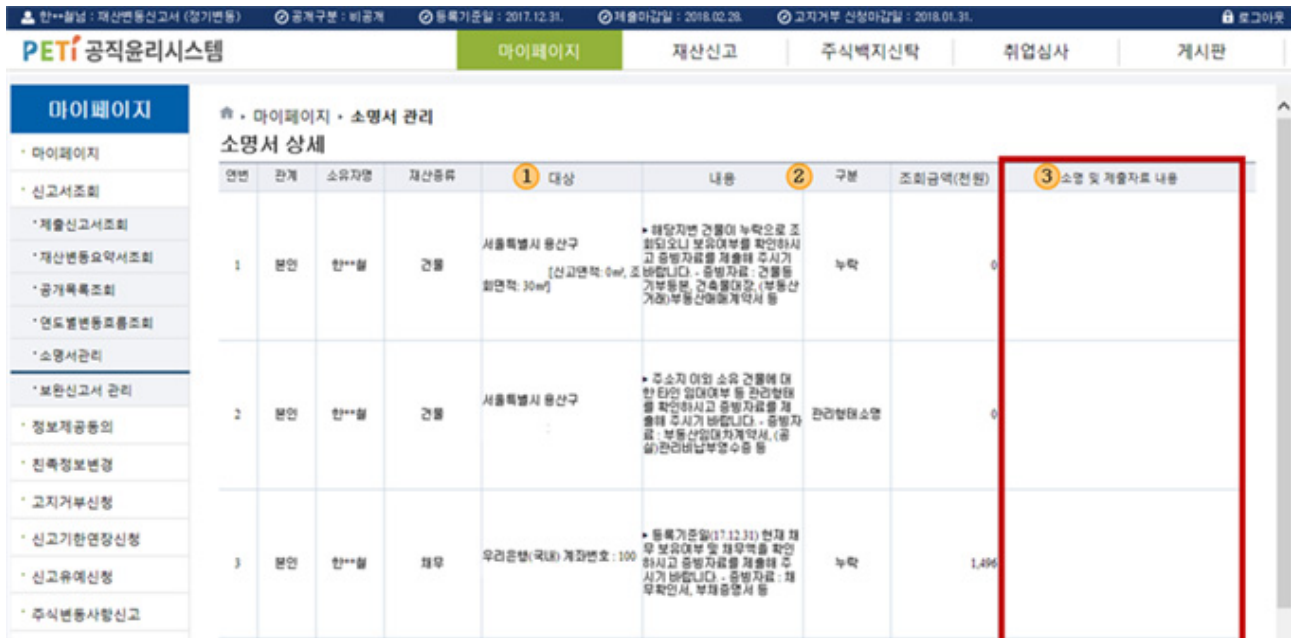 한**철님 : 재산변동신고서 (정기변동) 공개구분 : 비공개 등록기준일 : 2017.12.31. 제출마감일 : 2018.02.28. 고지거부 신청마감일 : 2018.01.31. 로그아웃
PETI 공직윤리시스템 마이페이지 재산신고 주식백지신탁 취업심사 게시판
마이페이지
마이페이지
신고서조회
제출신고서조회
재산변동요약서조회
공개목록조회
연도별변동흐름조회
소명서관리
보완신고서 관리
정보제공동의
친족정보변경
고지거부신청
신고기한연장신청
신고유예신청
주식변동사항신고
마이페이지 · 소명서 관리
소명서 상세
연번 관계 소유자명 재산종류 1 대상 내용 2 구분 조회금액(천원) 3 소명 및 제출자료 내용
1 본인 한**철 건물
서울특별시 용산구
[신고면적: 0㎡, 조
회면적: 30㎡]
▸ 해당지번 건물이 누락으로 조
회되오니 보유여부를 확인하시
고 증빙자료를 제출해 주시기
바랍니다. - 증빙자료 : 건물등
기부등본, 건축물대장, (부동산
거래)부동산매매계약서 등
누락 0
2 본인 한**철 건물
서울특별시 용산구
▸ 주소지 이외 소유 건물에 대
한 타인 임대여부 등 관리형태
를 확인하시고 증빙자료를 제
출해 주시기 바랍니다. - 증빙자
료 : 부동산임대차계약서, (공
실)관리비납부영수증 등
관리형태소명 0
3 본인 한**철 채무
우리은행(국내) 계좌번호 : 100
▸ 등록기준일(17.12.31) 현재 채
무 보유여부 및 채무액을 확인
하시고 증빙자료를 제출해 주
시기 바랍니다. - 증빙자료 : 채
무확인서, 부채증명서 등
누락 1,496